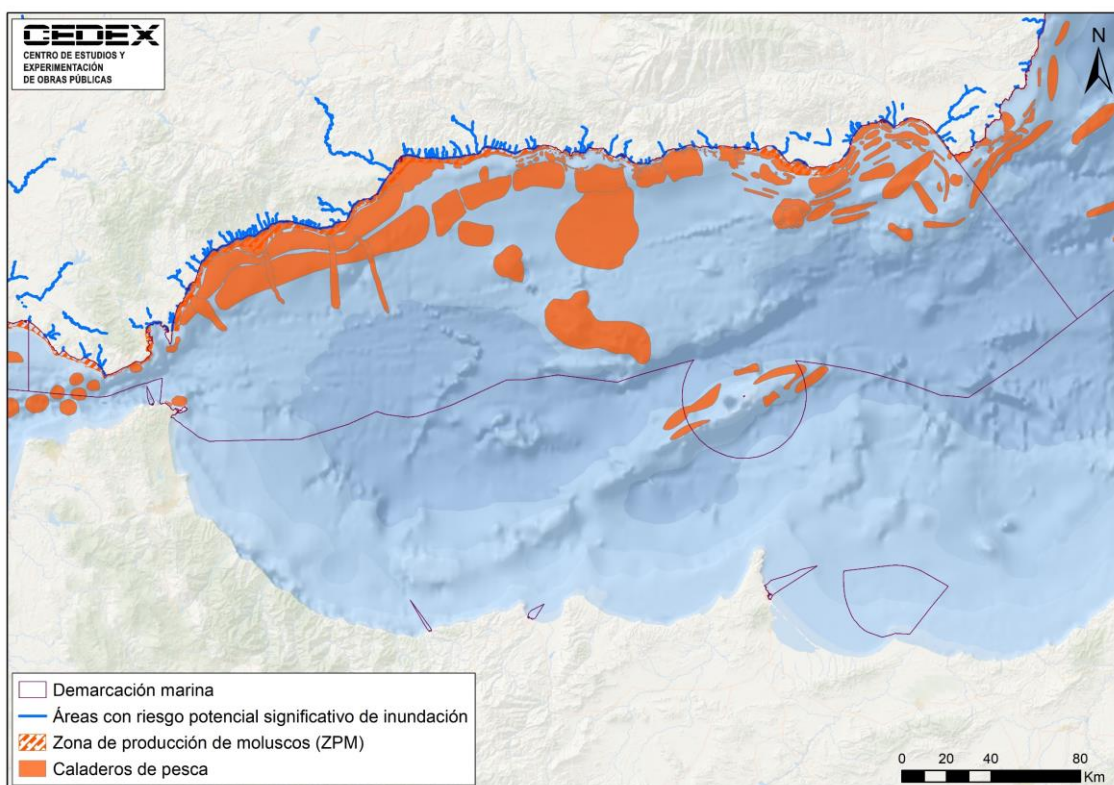 CEDEX
CENTRO DE ESTUDIOS Y
EXPERIMENTACIÓN
DE OBRAS PÚBLICAS
N
Demarcación marina
Áreas con riesgo potencial significativo de inundación
Zona de producción de moluscos (ZPM)
Caladeros de pesca
0 20 40 80
Km